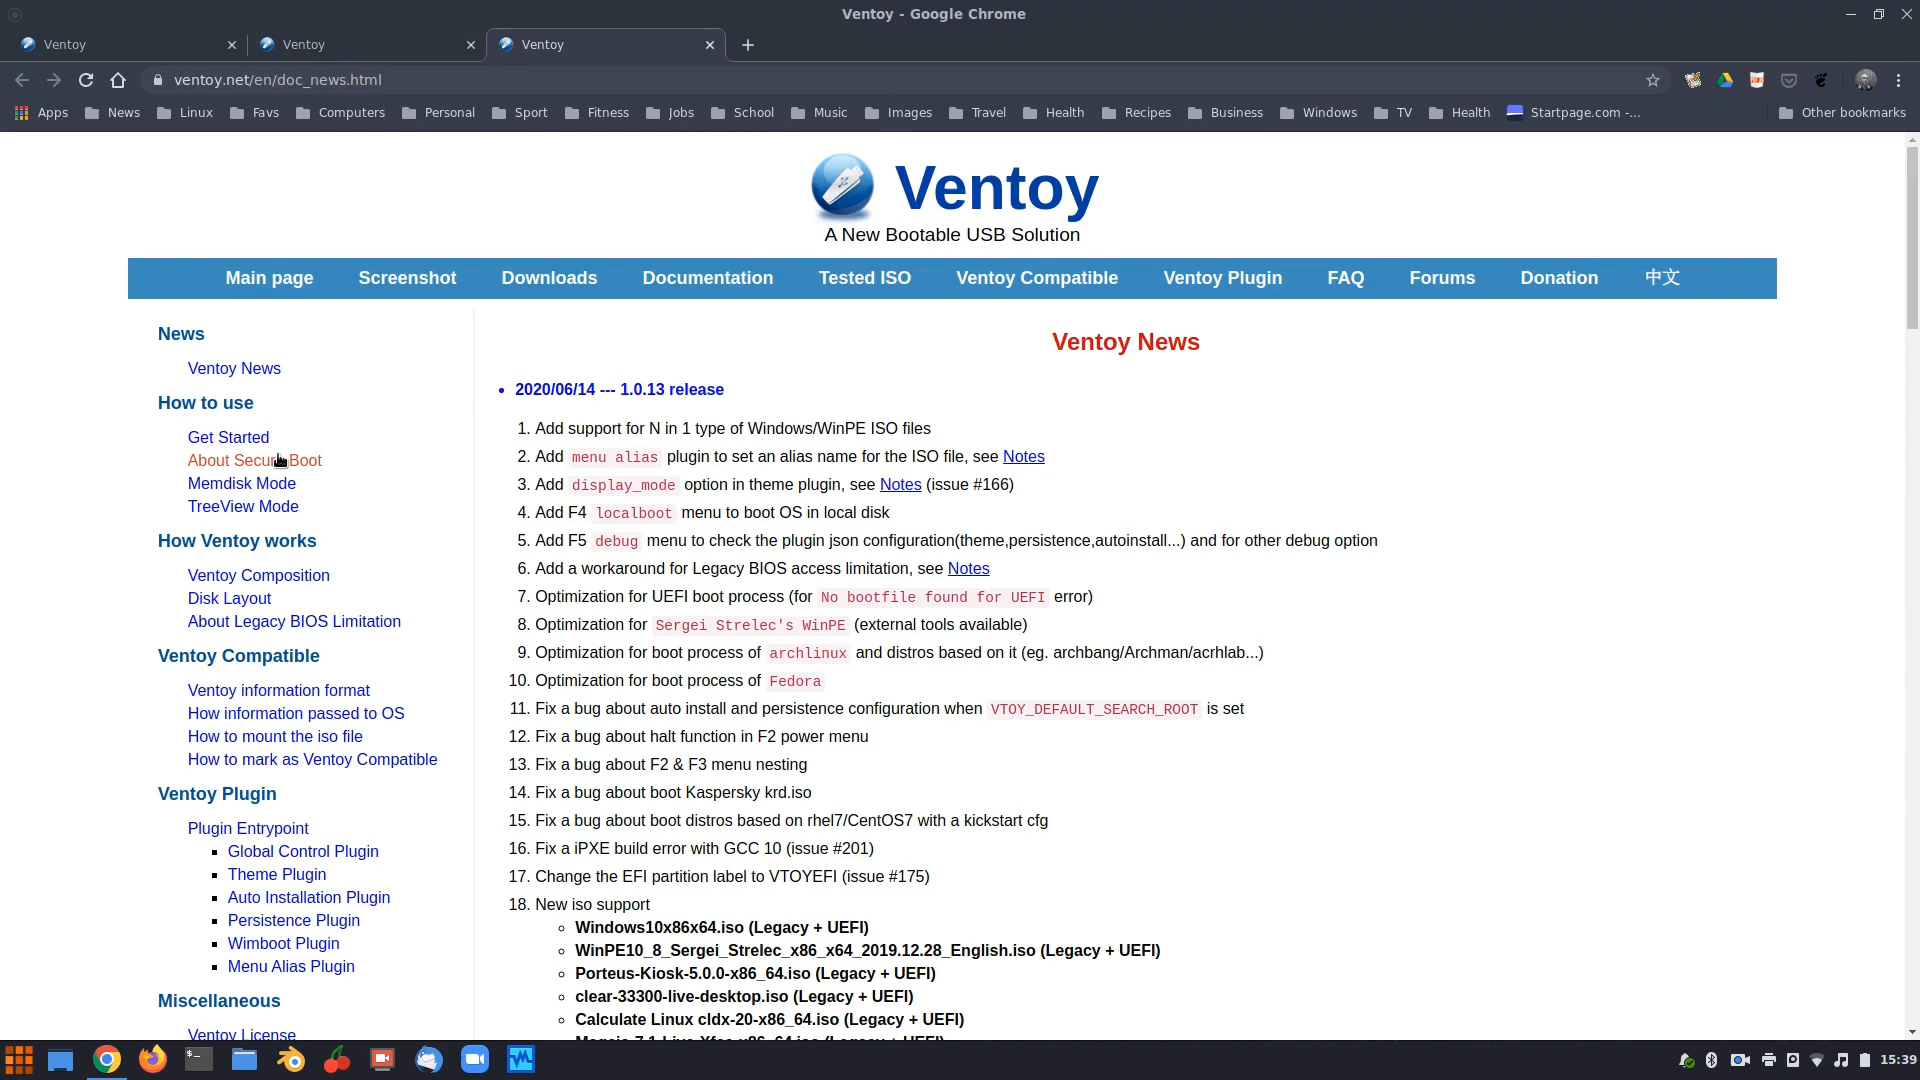 Ventoy - Google Chrome
Ventoy
Ventoy
Ventoy
ventoy.net/en/doc_news.html
Apps News Linux Favs Computers Personal Sport Fitness Jobs School Music Images Travel Health Recipes Business Windows TV Health Startpage.com -... Other bookmarks
Ventoy
A New Bootable USB Solution
Main page Screenshot Downloads Documentation Tested ISO Ventoy Compatible Ventoy Plugin FAQ Forums Donation 中文
News
Ventoy News
How to use
Get Started
About Secure Boot
Memdisk Mode
TreeView Mode
How Ventoy works
Ventoy Composition
Disk Layout
About Legacy BIOS Limitation
Ventoy Compatible
Ventoy information format
How information passed to OS
How to mount the iso file
How to mark as Ventoy Compatible
Ventoy Plugin
Plugin Entrypoint
Global Control Plugin
Theme Plugin
Auto Installation Plugin
Persistence Plugin
Wimboot Plugin
Menu Alias Plugin
Miscellaneous
Ventoy License
Ventoy News
2020/06/14 --- 1.0.13 release
1. Add support for N in 1 type of Windows/WinPE ISO files
2. Add menu alias plugin to set an alias name for the ISO file, see Notes
3. Add display_mode option in theme plugin, see Notes (issue #166)
4. Add F4 localboot menu to boot OS in local disk
5. Add F5 debug menu to check the plugin json configuration(theme,persistence,autoinstall...) and for other debug option
6. Add a workaround for Legacy BIOS access limitation, see Notes
7. Optimization for UEFI boot process (for No bootfile found for UEFI error)
8. Optimization for Sergei Strelec's WinPE (external tools available)
9. Optimization for boot process of archlinux and distros based on it (eg. archbang/Archman/acrhlab...)
10. Optimization for boot process of Fedora
11. Fix a bug about auto install and persistence configuration when VTOY_DEFAULT_SEARCH_ROOT is set
12. Fix a bug about halt function in F2 power menu
13. Fix a bug about F2 & F3 menu nesting
14. Fix a bug about boot Kaspersky krd.iso
15. Fix a bug about boot distros based on rhel7/CentOS7 with a kickstart cfg
16. Fix a iPXE build error with GCC 10 (issue #201)
17. Change the EFI partition label to VTOYEFI (issue #175)
18. New iso support
Windows10x86x64.iso (Legacy + UEFI)
WinPE10_8_Sergei_Strelec_x86_x64_2019.12.28_English.iso (Legacy + UEFI)
Porteus-Kiosk-5.0.0-x86_64.iso (Legacy + UEFI)
clear-33300-live-desktop.iso (Legacy + UEFI)
Calculate Linux cldx-20-x86_64.iso (Legacy + UEFI)
Mageia-7.1-Live-Xfce-x86_64.iso (Legacy + UEFI)
15:39